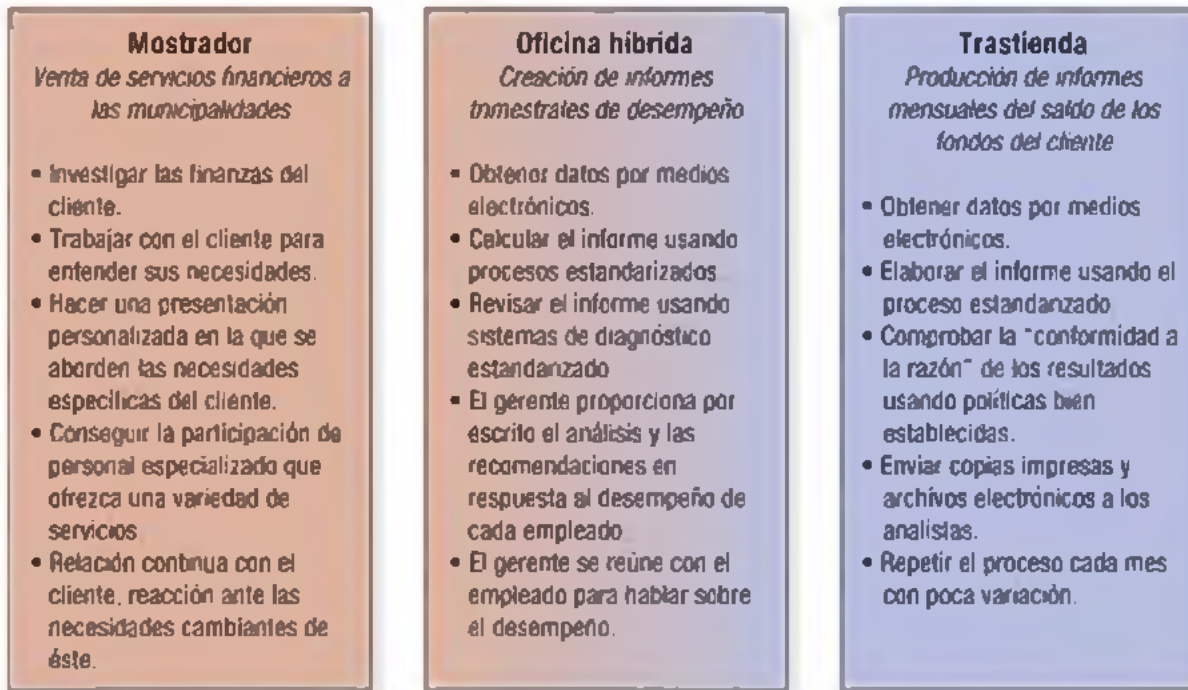 Mostrador
Venta de servicios financieros a
las municipalidades
• Investigar las finanzas del
cliente.
• Trabajar con el cliente para
entender sus necesidades.
• Hacer una presentación
personalizada en la que se
aborden las necesidades
específicas del cliente.
• Conseguir la participación de
personal especializado que
ofrezca una variedad de
servicios
• Relación continua con el
cliente, reacción ante las
necesidades cambiantes de
éste.
Oficina híbrida
Creación de informes
trimestrales de desempeño
• Obtener datos por medios
electrónicos.
• Calcular el informe usando
procesos estandarizados
• Revisar el informe usando
sistemas de diagnóstico
estandarizado
• El gerente proporciona por
escrito el análisis y las
recomendaciones en
respuesta al desempeño de
cada empleado
• El gerente se reúne con el
empleado para hablar sobre
el desempeño.
Trastienda
Producción de informes
mensuales del saldo de los
fondos del cliente
• Obtener datos por medios
electrónicos.
• Elaborar el informe usando el
proceso estandarizado
• Comprobar la "conformidad a
la razón" de los resultados
usando políticas bien
establecidas.
• Enviar copias impresas y
archivos electrónicos a los
analistas.
• Repetir el proceso cada mes
con poca variación.